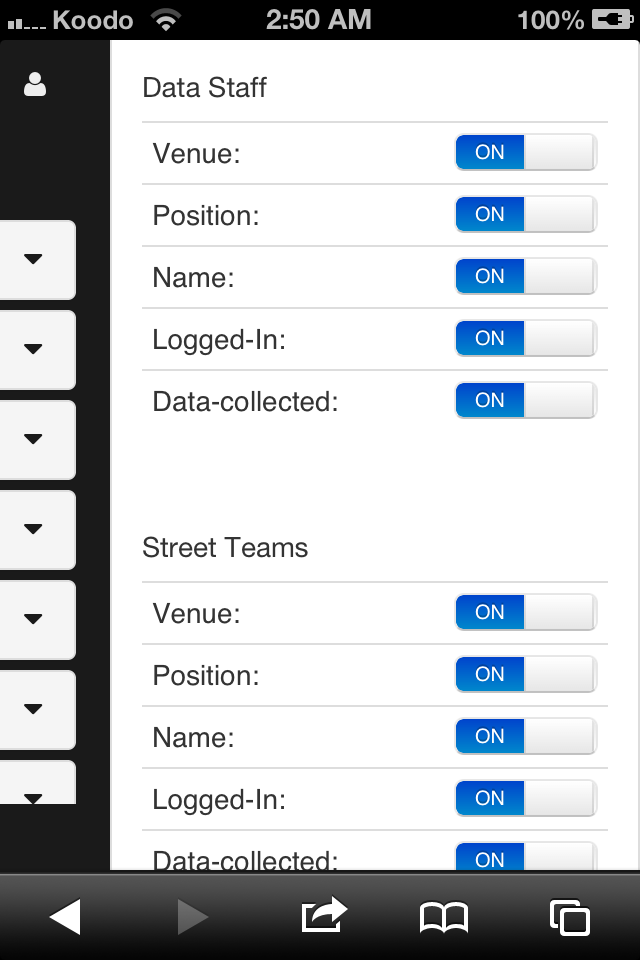 Koodo 2:50 AM 100%
Data Staff
Venue: ON
Position: ON
Name: ON
Logged-In: ON
Data-collected: ON
Street Teams
Venue: ON
Position: ON
Name: ON
Logged-In: ON
Data-collected: ON